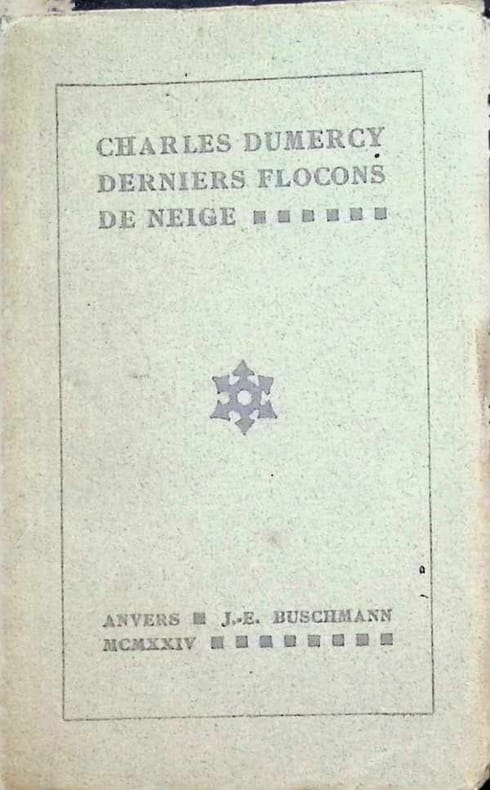 CHARLES DUMERCY
DERNIERS FLOCONS
DE NEIGE ■ ■ ■ ■ ■ ■
ANVERS ■ J.-E. BUSCHMANN
MCMXXIV ■ ■ ■ ■ ■ ■ ■ ■